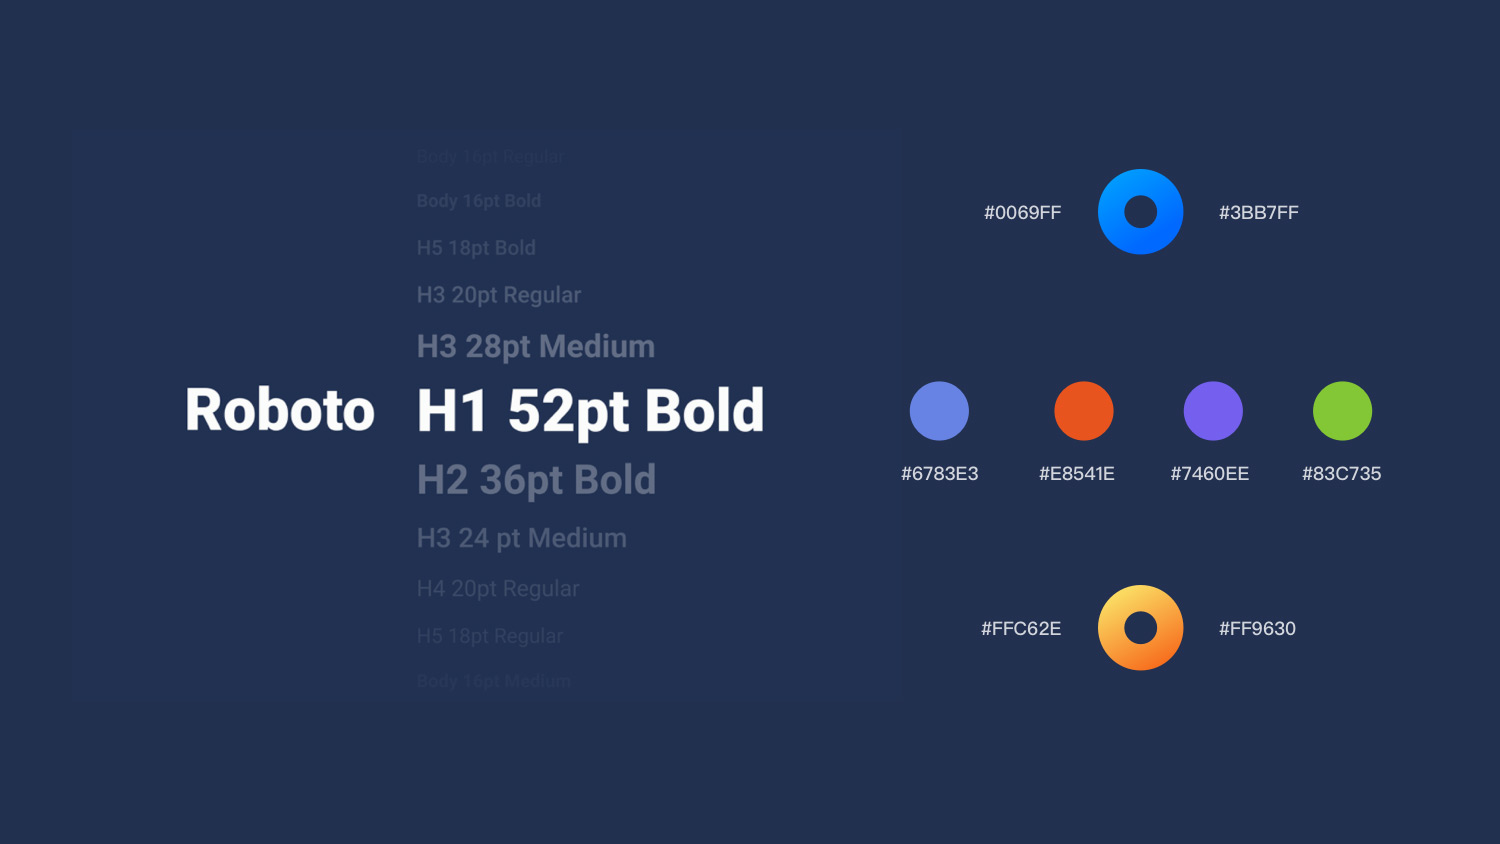 Body 16pt Regular
Body 16pt Bold
H5 18pt Bold
H3 20pt Regular
H3 28pt Medium
Roboto H1 52pt Bold
H2 36pt Bold
H3 24 pt Medium
H4 20pt Regular
H5 18pt Regular
Body 16pt Medium
#0069FF #3BB7FF
#6783E3 #E8541E #7460EE #83C735
#FFC62E #FF9630